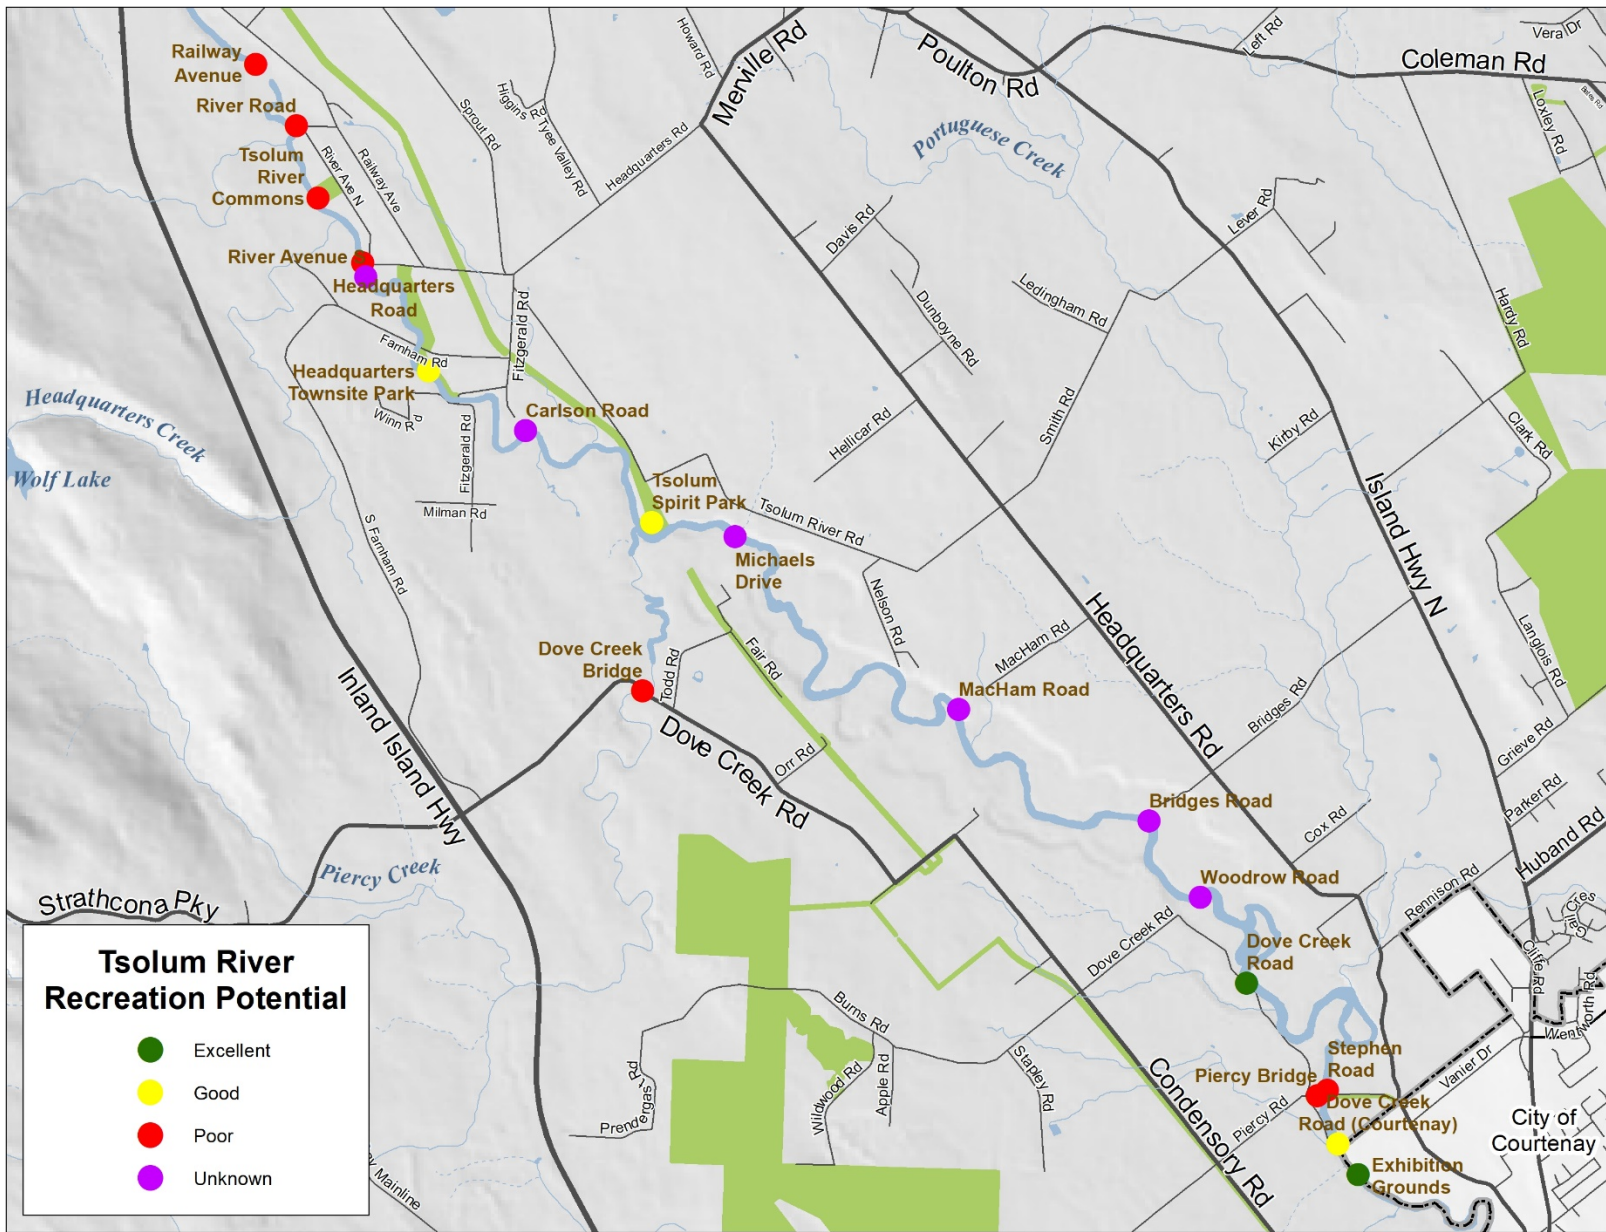 Railway
Avenue
River Road
Tsolum
River
Commons
River Avenue
Headquarters
Road
Headquarters
Townsite Park
Carlson Road
Tsolum
Spirit Park
Michaels
Drive
Dove Creek
Bridge
MacHam Road
Bridges Road
Woodrow Road
Dove Creek
Road
Stephen
Road
Piercy Bridge
Dove Creek
Road (Courtenay)
Exhibition
Grounds
Howard Rd
Merville Rd
Poulton Rd
Left Rd
Vera Dr
Coleman Rd
Loxley Rd
Higgins Rd
Tyee Valley Rd
Sprout Rd
Headquarters Rd
River Ave N
Railway Ave
Portuguese Creek
Davis Rd
Lever Rd
Ledingham Rd
Dunboyne Rd
Hardy Rd
Farnham Rd
Fitzgerald Rd
Headquarters Creek
Wolf Lake
Winn Rd
Fitzgerald Rd
Milman Rd
S Farnham Rd
Hellicar Rd
Smith Rd
Kirby Rd
Clark Rd
Island Hwy N
Tsolum River Rd
Nelson Rd
MacHam Rd
Headquarters Rd
Langlois Rd
Bridges Rd
Grieve Rd
Parker Rd
Huband Rd
Inland Island Hwy
Todd Rd
Fair Rd
Orr Rd
Dove Creek Rd
Cox Rd
Rennison Rd
Piercy Creek
Strathcona Pky
Dove Creek Rd
Cliffe Rd
Wentworth Rd
Vanier Dr
Burns Rd
Wildwood Rd
Apple Rd
Stapley Rd
Prendergast Rd
Condensory Rd
Piercy Rd
City of
Courtenay
Mainline
Tsolum River
Recreation Potential
Excellent
Good
Poor
Unknown